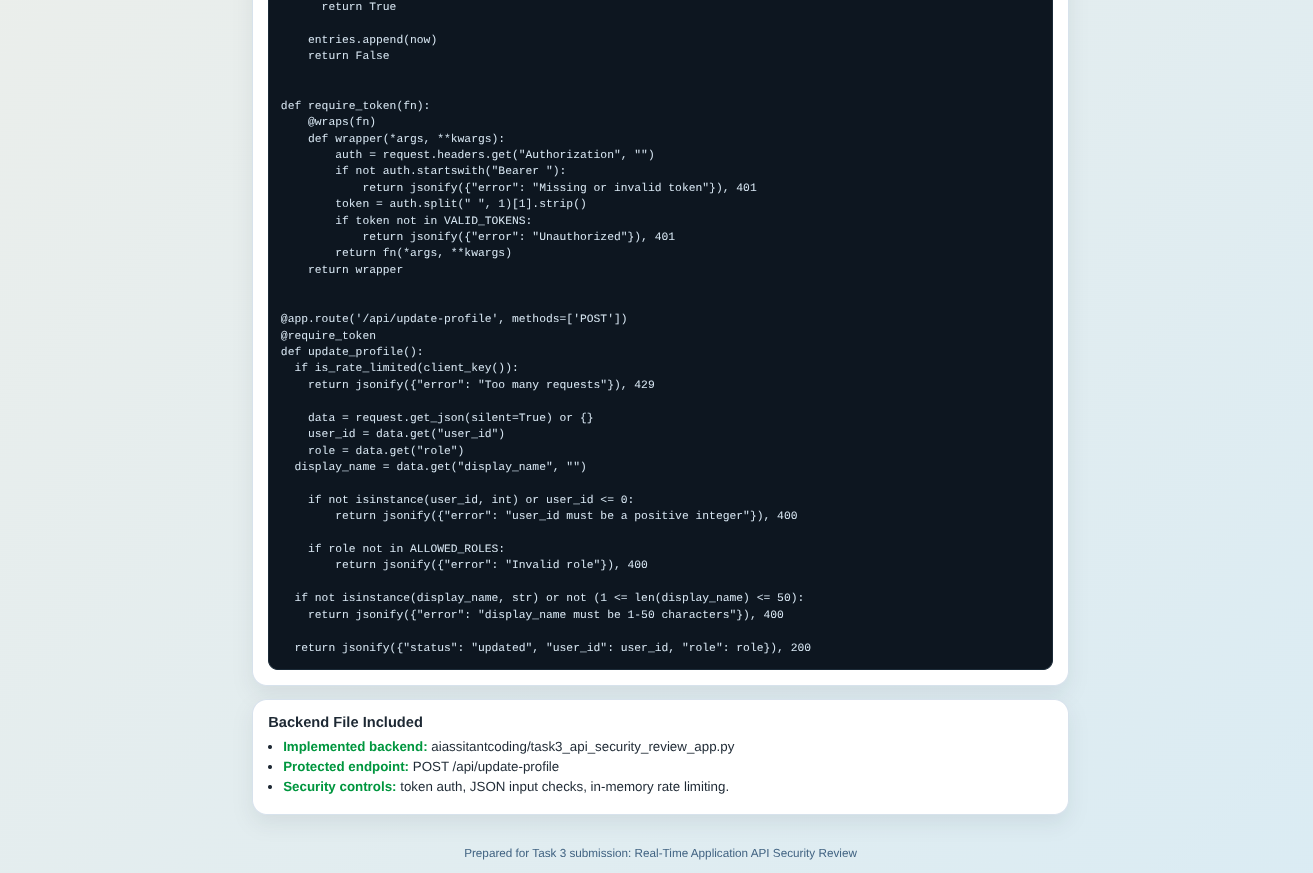 return True

    entries.append(now)
    return False


def require_token(fn):
    @wraps(fn)
    def wrapper(*args, **kwargs):
        auth = request.headers.get("Authorization", "")
        if not auth.startswith("Bearer "):
            return jsonify({"error": "Missing or invalid token"}), 401
        token = auth.split(" ", 1)[1].strip()
        if token not in VALID_TOKENS:
            return jsonify({"error": "Unauthorized"}), 401
        return fn(*args, **kwargs)
    return wrapper


@app.route('/api/update-profile', methods=['POST'])
@require_token
def update_profile():
  if is_rate_limited(client_key()):
    return jsonify({"error": "Too many requests"}), 429

    data = request.get_json(silent=True) or {}
    user_id = data.get("user_id")
    role = data.get("role")
  display_name = data.get("display_name", "")

    if not isinstance(user_id, int) or user_id <= 0:
        return jsonify({"error": "user_id must be a positive integer"}), 400

    if role not in ALLOWED_ROLES:
        return jsonify({"error": "Invalid role"}), 400

  if not isinstance(display_name, str) or not (1 <= len(display_name) <= 50):
    return jsonify({"error": "display_name must be 1-50 characters"}), 400

  return jsonify({"status": "updated", "user_id": user_id, "role": role}), 200

Backend File Included
• Implemented backend: aiassitantcoding/task3_api_security_review_app.py
• Protected endpoint: POST /api/update-profile
• Security controls: token auth, JSON input checks, in-memory rate limiting.

Prepared for Task 3 submission: Real-Time Application API Security Review